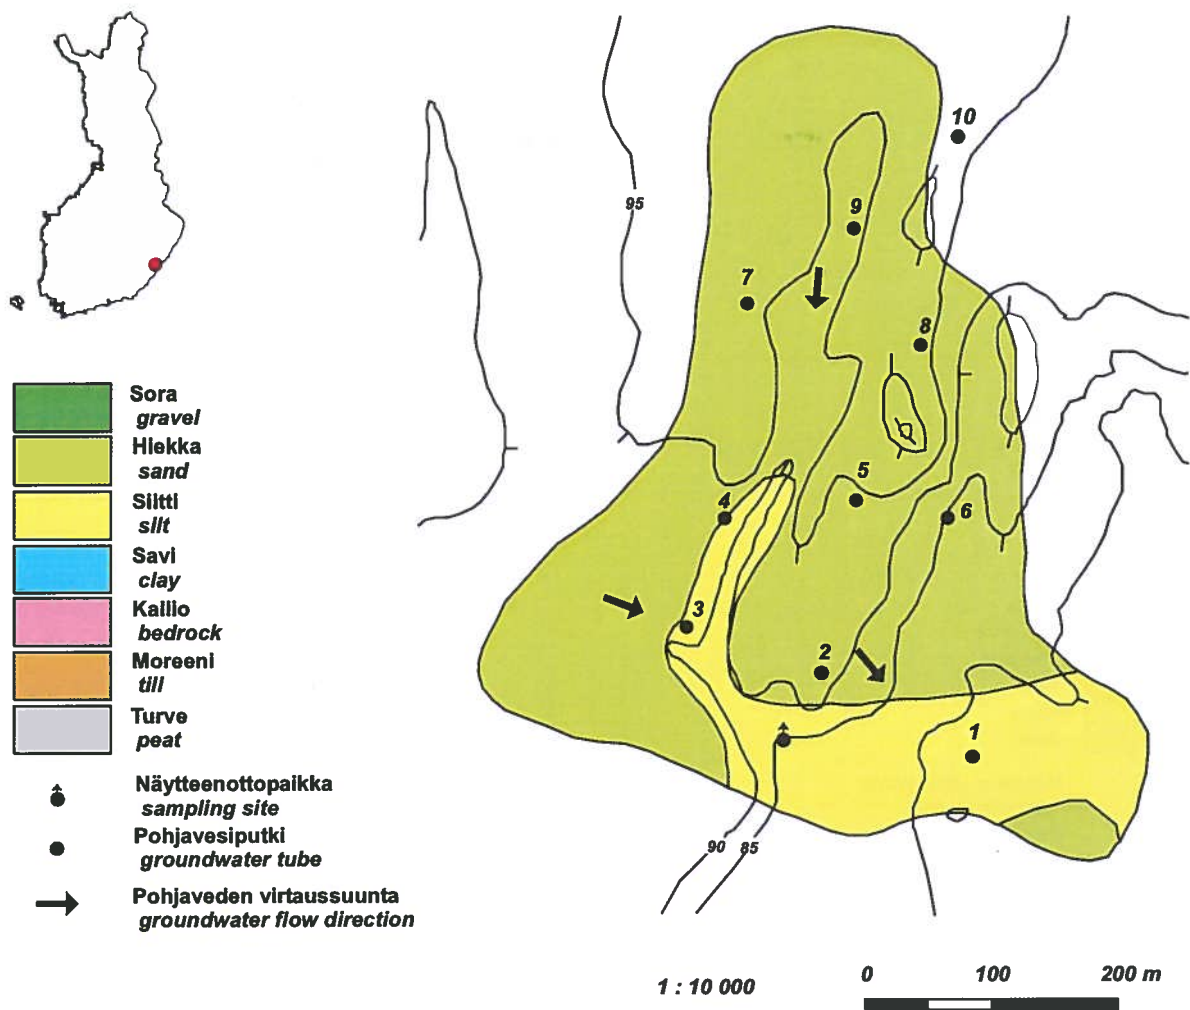 10
95
9
7
8
5
4
6
3
2
1
90
85
Sora
gravel
Hiekka
sand
Siltti
silt
Savi
clay
Kallio
bedrock
Moreeni
till
Turve
peat
Näytteenottopaikka
sampling site
Pohjavesiputki
groundwater tube
Pohjaveden virtaussuunta
groundwater flow direction
1 : 10 000
0 100 200 m